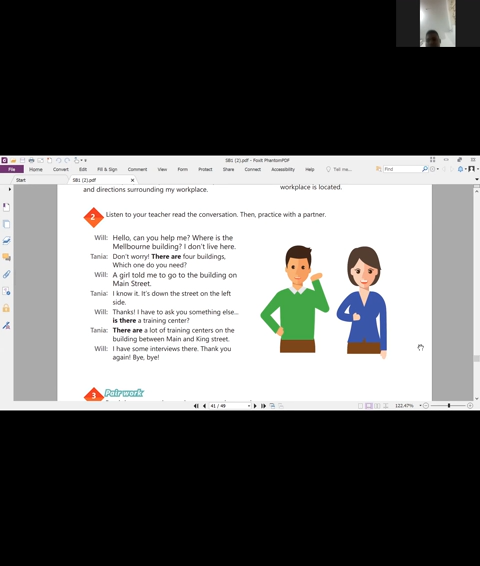 SB1 (2).pdf - Foxit PhantomPDF
File Home Convert Edit Fill & Sign Comment View Form Protect Share Connect Accessibility Help Tell me... Find
Start SB1 (2).pdf
and directions surrounding my workplace.
workplace is located.
2 Listen to your teacher read the conversation. Then, practice with a partner.
Will: Hello, can you help me? Where is the
Mellbourne building? I don't live here.
Tania: Don't worry! There are four buildings,
Which one do you need?
Will: A girl told me to go to the building on
Main Street.
Tania: I know it. It's down the street on the left
side.
Will: Thanks! I have to ask you something else...
is there a training center?
Tania: There are a lot of training centers on the
building between Main and King street.
Will: I have some interviews there. Thank you
again! Bye, bye!
3 Pair work
41 / 49
122.47%